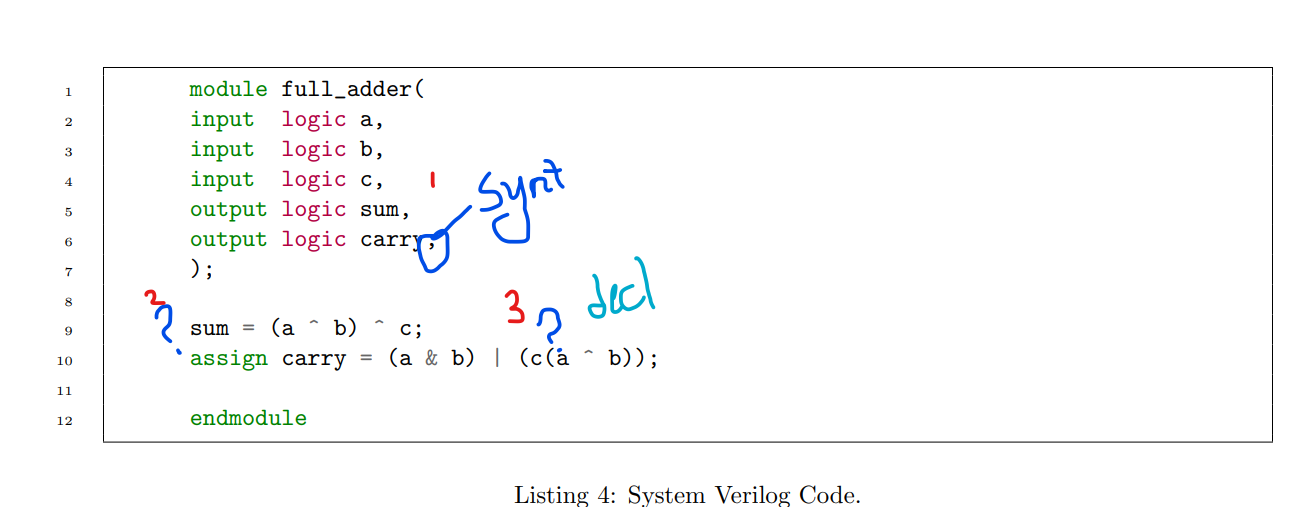 1 module full_adder(
2 input logic a,
3 input logic b,
4 input logic c, 1 Synt
5 output logic sum,
6 output logic carry;
7 );
8 2 ? 3 ? decl
9 sum = (a ^ b) ^ c;
10 assign carry = (a & b) | (c(a ^ b));
11
12 endmodule
Listing 4: System Verilog Code.